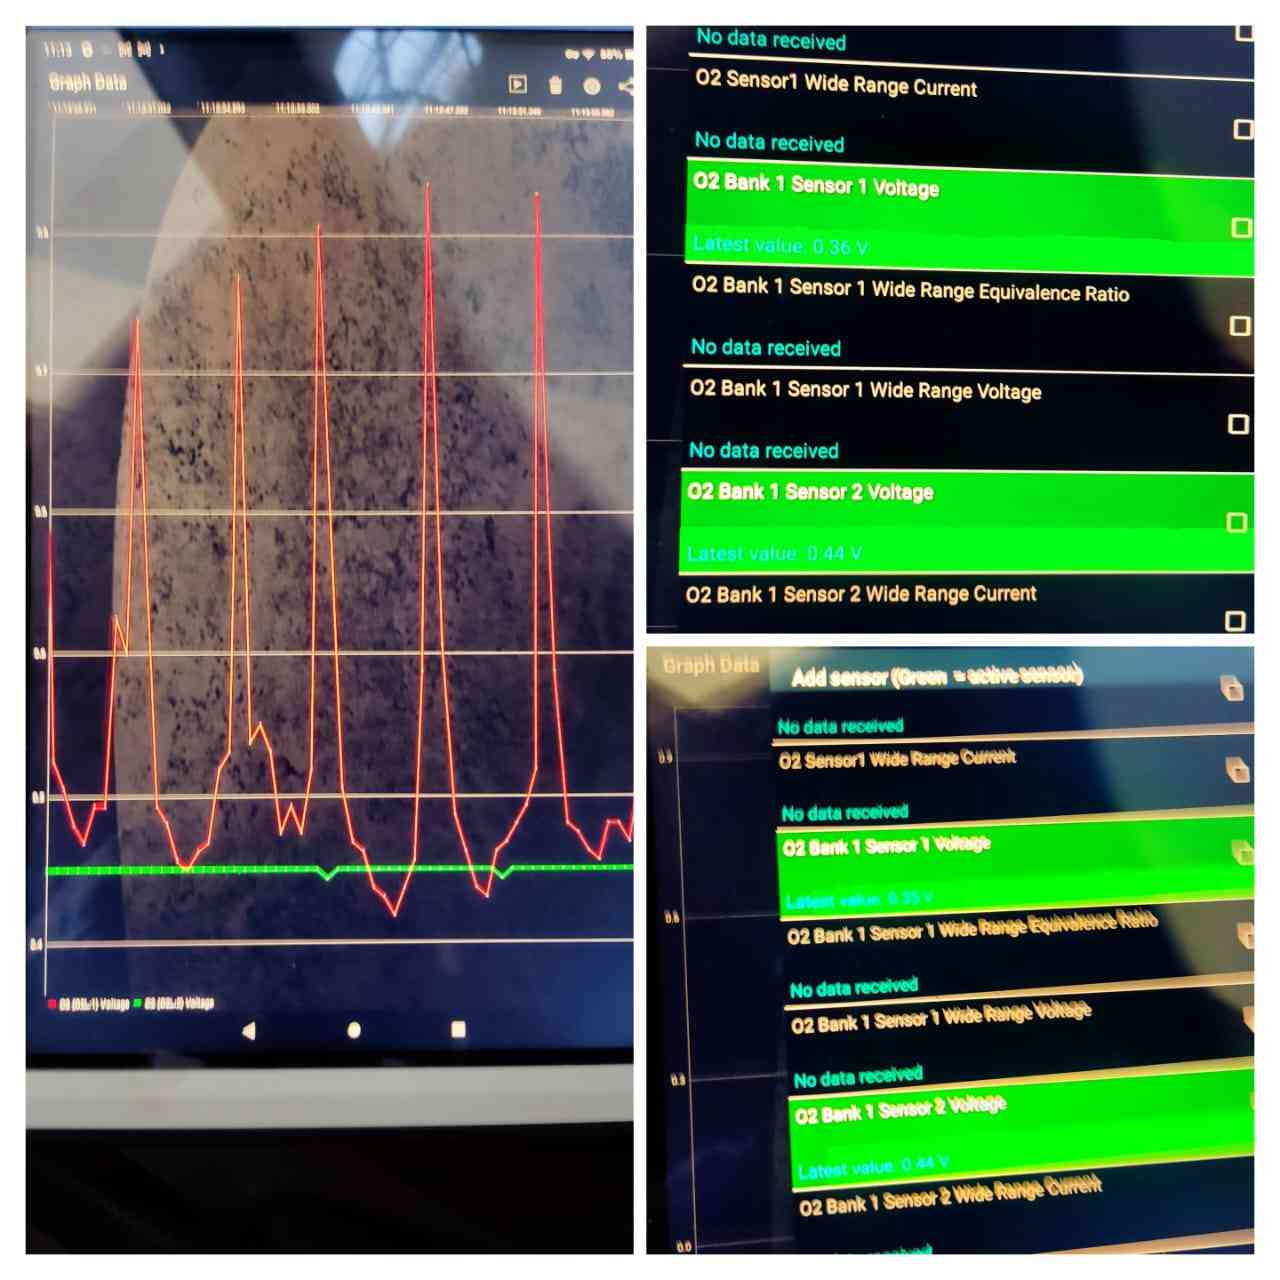 11:13
Graph Data
0.4
No data received
O2 Sensor1 Wide Range Current
No data received
O2 Bank 1 Sensor 1 Voltage
Latest value: 0.36 V
O2 Bank 1 Sensor 1 Wide Range Equivalence Ratio
No data received
O2 Bank 1 Sensor 1 Wide Range Voltage
No data received
O2 Bank 1 Sensor 2 Voltage
Latest value: 0.44 V
O2 Bank 1 Sensor 2 Wide Range Current
Graph Data
Add sensor (Green = active sensor)
No data received
O2 Sensor1 Wide Range Current
No data received
O2 Bank 1 Sensor 1 Voltage
Latest value: 0.35 V
O2 Bank 1 Sensor 1 Wide Range Equivalence Ratio
No data received
O2 Bank 1 Sensor 1 Wide Range Voltage
No data received
O2 Bank 1 Sensor 2 Voltage
Latest value: 0.44 V
O2 Bank 1 Sensor 2 Wide Range Current
0.0